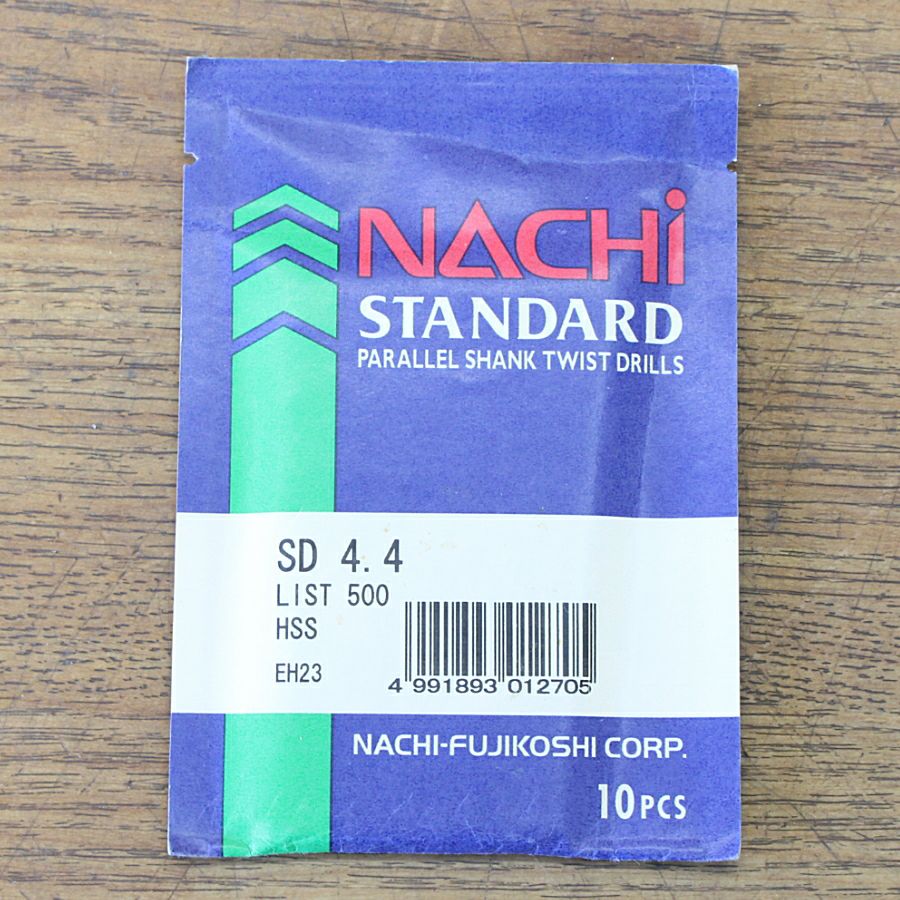 NACHi
STANDARD
PARALLEL SHANK TWIST DRILLS
SD 4.4
LIST 500
HSS
EH23
4 991893 012705
NACHI-FUJIKOSHI CORP.
10PCS